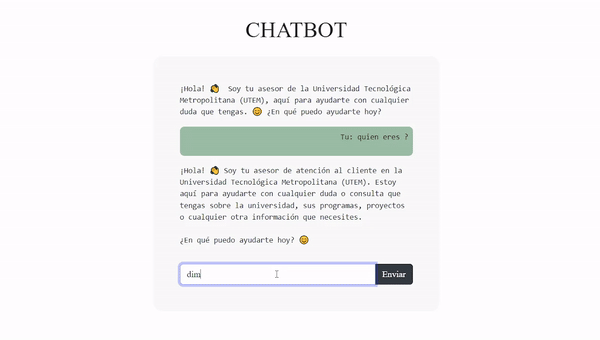 CHATBOT
¡Hola! 👋 Soy tu asesor de la Universidad Tecnológica
Metropolitana (UTEM), aquí para ayudarte con cualquier
duda que tengas. 😊 ¿En qué puedo ayudarte hoy?
Tu: quien eres ?
¡Hola! 👋 Soy tu asesor de atención al cliente en la
Universidad Tecnológica Metropolitana (UTEM). Estoy
aquí para ayudarte con cualquier duda o consulta que
tengas sobre la universidad, sus programas, proyectos
o cualquier otra información que necesites.
¿En qué puedo ayudarte hoy? 😊
dim
Enviar